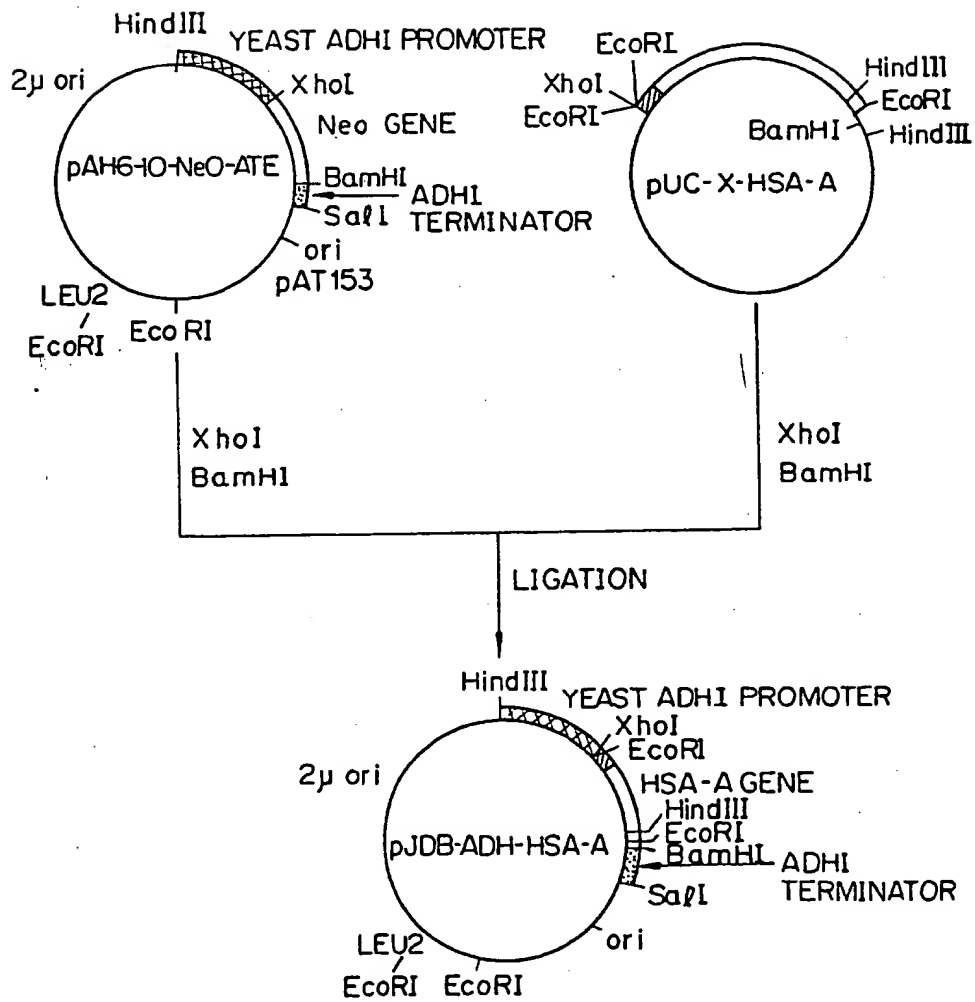 HindIII
YEAST ADHI PROMOTER
2µ ori
XhoI
Neo GENE
pAH6-10-NeO-ATE
BamHI
ADHI
TERMINATOR
SalI
ori
pAT153
LEU2
EcoRI
EcoRI
EcoRI
XhoI
EcoRI
HindIII
EcoRI
BamHI
HindIII
pUC-X-HSA-A
XhoI
BamHI
XhoI
BamHI
LIGATION
HindIII
YEAST ADHI PROMOTER
XhoI
EcoRI
2µ ori
HSA-A GENE
HindIII
EcoRI
BamHI
pJDB-ADH-HSA-A
ADHI
TERMINATOR
SalI
ori
LEU2
EcoRI
EcoRI